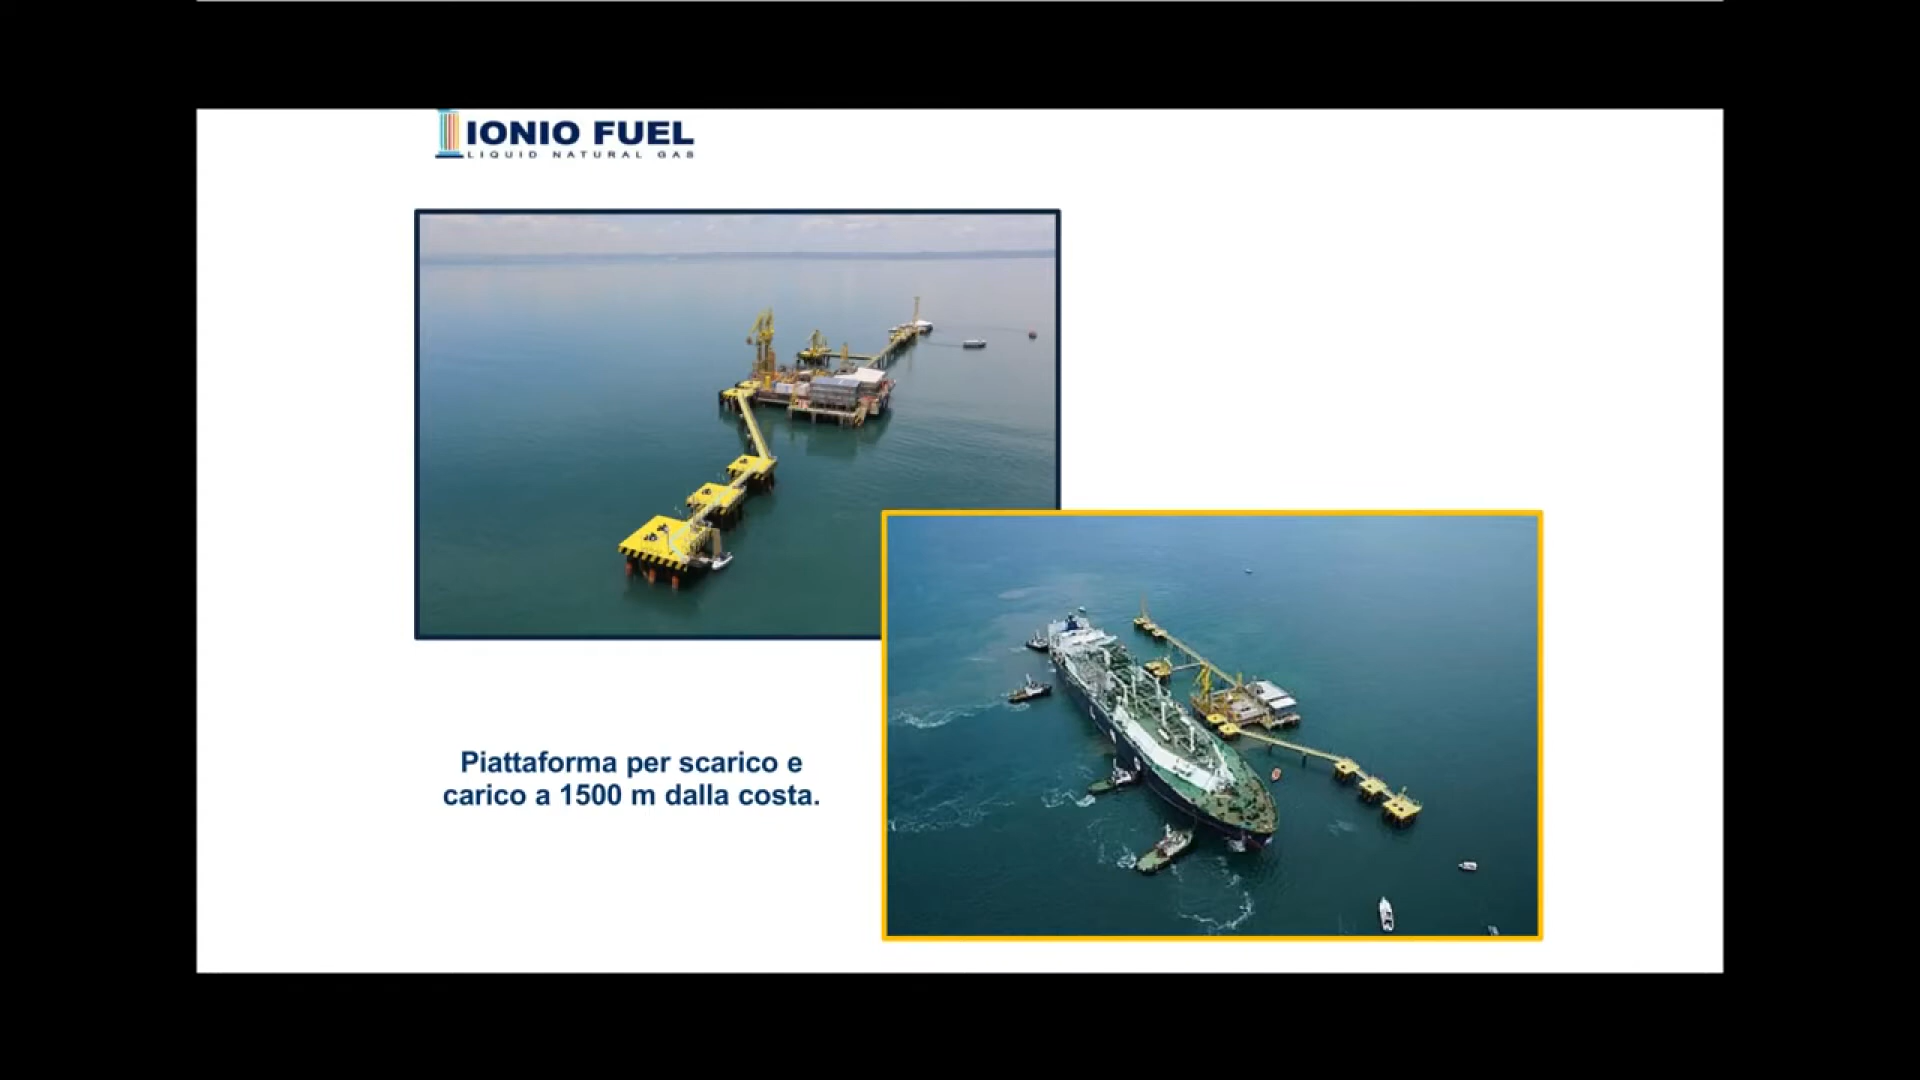 IONIO FUEL
LIQUID NATURAL GAS
Piattaforma per scarico e
carico a 1500 m dalla costa.